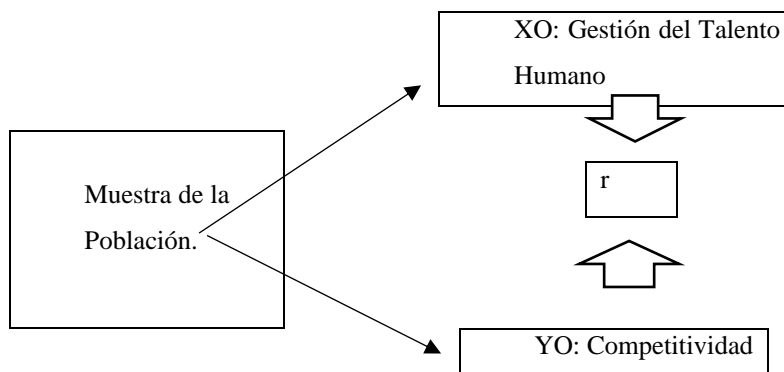 XO: Gestión del Talento
Humano
Muestra de la
Población.
r
YO: Competitividad